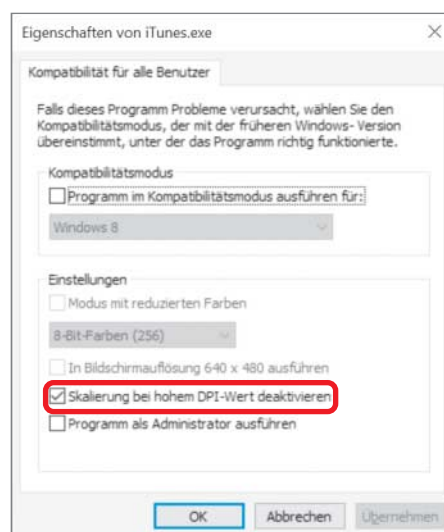 Eigenschaften von iTunes.exe
Kompatibilität für alle Benutzer
Falls dieses Programm Probleme verursacht, wählen Sie den
Kompatibilitätsmodus, der mit der früheren Windows- Version
übereinstimmt, unter der das Programm richtig funktionierte.
Kompatibilitätsmodus
Programm im Kompatibilitätsmodus ausführen für:
Windows 8
Einstellungen
Modus mit reduzierten Farben
8-Bit-Farben (256)
In Bildschirmauflösung 640 x 480 ausführen
Skalierung bei hohem DPI-Wert deaktivieren
Programm als Administrator ausführen
OK Abbrechen Übernehmen